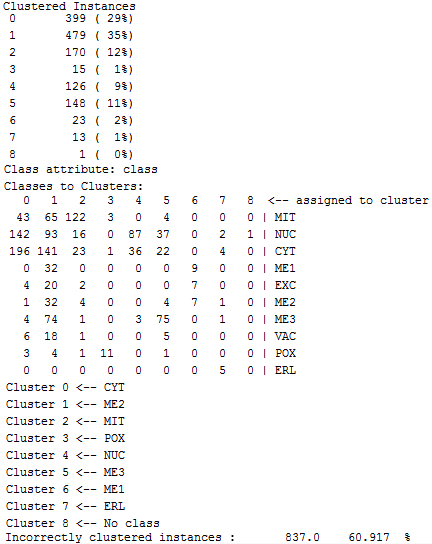 Clustered Instances
0 399 ( 29%)
1 479 ( 35%)
2 170 ( 12%)
3 15 ( 1%)
4 126 ( 9%)
5 148 ( 11%)
6 23 ( 2%)
7 13 ( 1%)
8 1 ( 0%)
Class attribute: class
Classes to Clusters:
0 1 2 3 4 5 6 7 8 <-- assigned to cluster
43 65 122 3 0 4 0 0 0 | MIT
142 93 16 0 87 37 0 2 1 | NUC
196 141 23 1 36 22 0 4 0 | CYT
0 32 0 0 0 0 9 0 0 | ME1
4 20 2 0 0 0 7 0 0 | EXC
1 32 4 0 0 4 7 1 0 | ME2
4 74 1 0 3 75 0 1 0 | ME3
6 18 1 0 0 5 0 0 0 | VAC
3 4 1 11 0 1 0 0 0 | POX
0 0 0 0 0 0 0 5 0 | ERL
Cluster 0 <-- CYT
Cluster 1 <-- ME2
Cluster 2 <-- MIT
Cluster 3 <-- POX
Cluster 4 <-- NUC
Cluster 5 <-- ME3
Cluster 6 <-- ME1
Cluster 7 <-- ERL
Cluster 8 <-- No class
Incorrectly clustered instances : 837.0 60.917 %